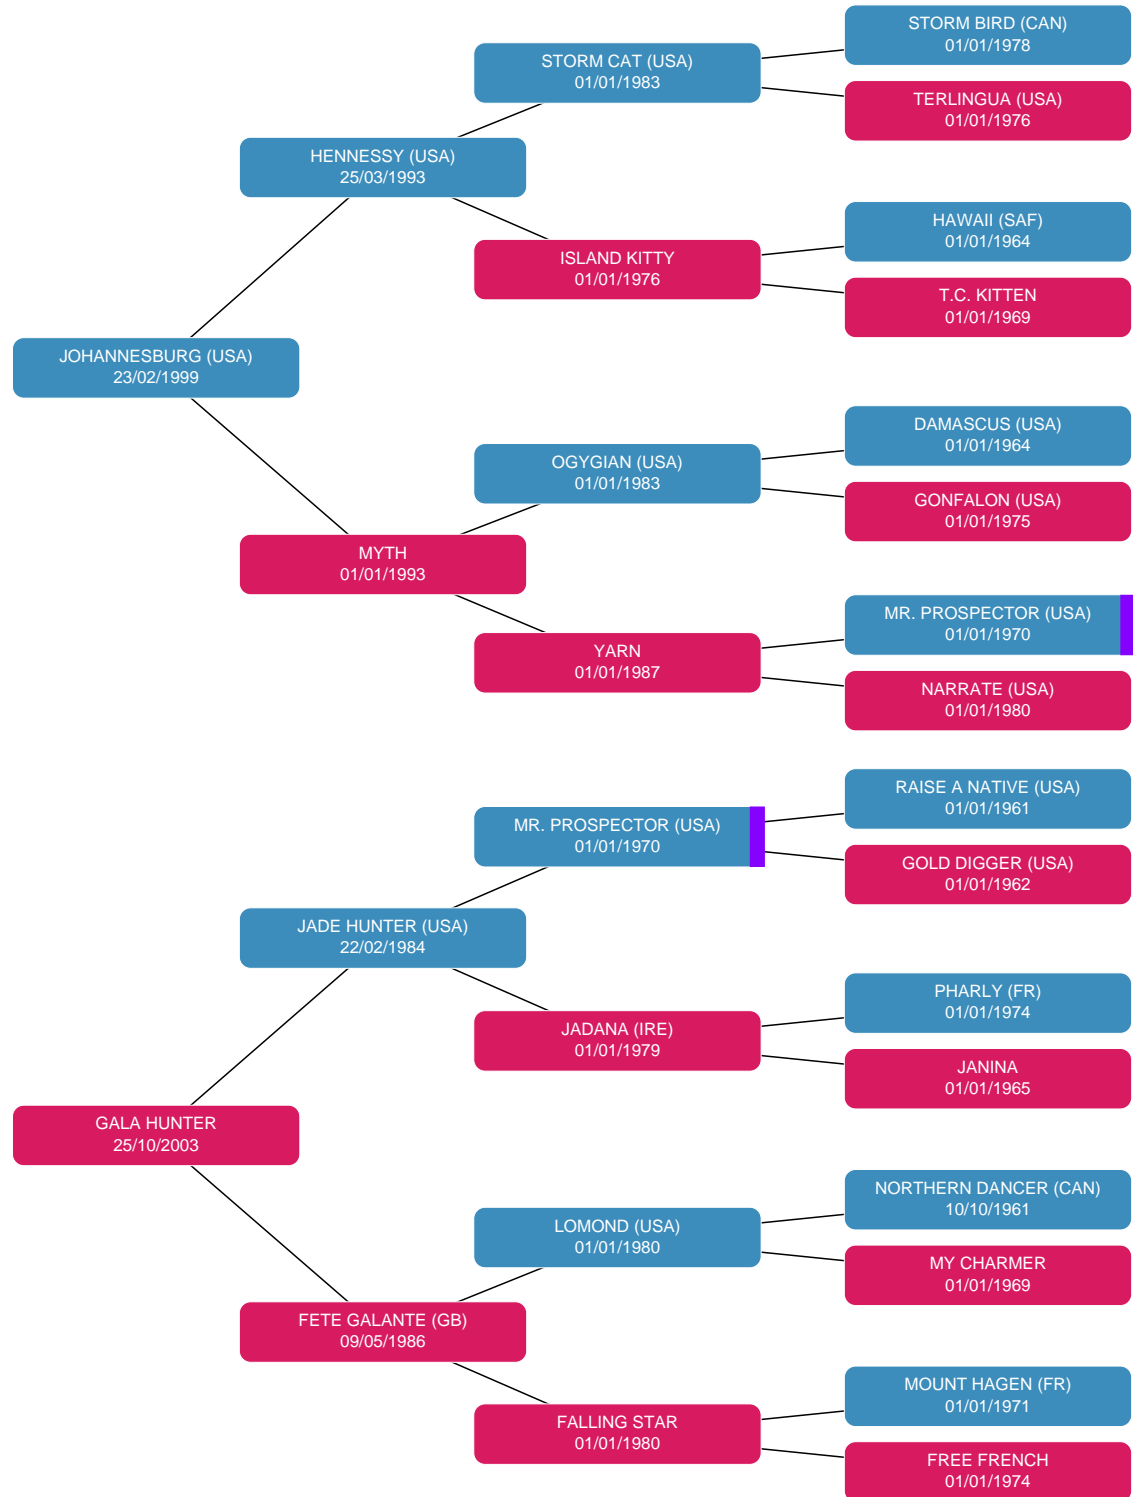 STORM BIRD (CAN)
01/01/1978
STORM CAT (USA)
01/01/1983
TERLINGUA (USA)
01/01/1976
HENNESSY (USA)
25/03/1993
HAWAII (SAF)
01/01/1964
ISLAND KITTY
01/01/1976
T.C. KITTEN
01/01/1969
JOHANNESBURG (USA)
23/02/1999
DAMASCUS (USA)
01/01/1964
OGYGIAN (USA)
01/01/1983
GONFALON (USA)
01/01/1975
MYTH
01/01/1993
MR. PROSPECTOR (USA)
01/01/1970
YARN
01/01/1987
NARRATE (USA)
01/01/1980
RAISE A NATIVE (USA)
01/01/1961
MR. PROSPECTOR (USA)
01/01/1970
GOLD DIGGER (USA)
01/01/1962
JADE HUNTER (USA)
22/02/1984
PHARLY (FR)
01/01/1974
JADANA (IRE)
01/01/1979
JANINA
01/01/1965
GALA HUNTER
25/10/2003
NORTHERN DANCER (CAN)
10/10/1961
LOMOND (USA)
01/01/1980
MY CHARMER
01/01/1969
FETE GALANTE (GB)
09/05/1986
MOUNT HAGEN (FR)
01/01/1971
FALLING STAR
01/01/1980
FREE FRENCH
01/01/1974